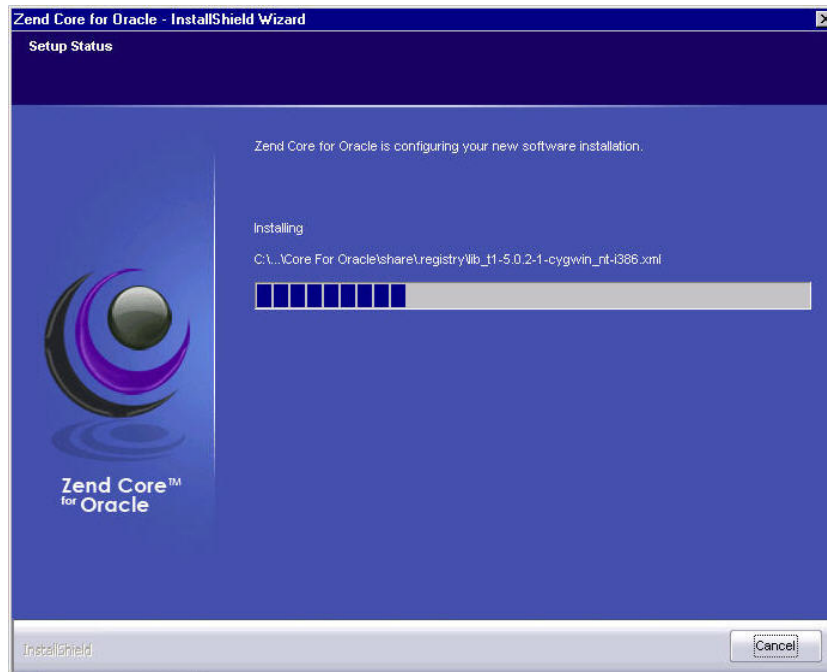 Zend Core for Oracle - InstallShield Wizard
Setup Status
Zend Core for Oracle is configuring your new software installation.
Installing
C:\...\Core For Oracle\share\.registry\lib_t1-5.0.2-1-cygwin_nt-i386.xml
Zend Core™
for Oracle
InstallShield
Cancel